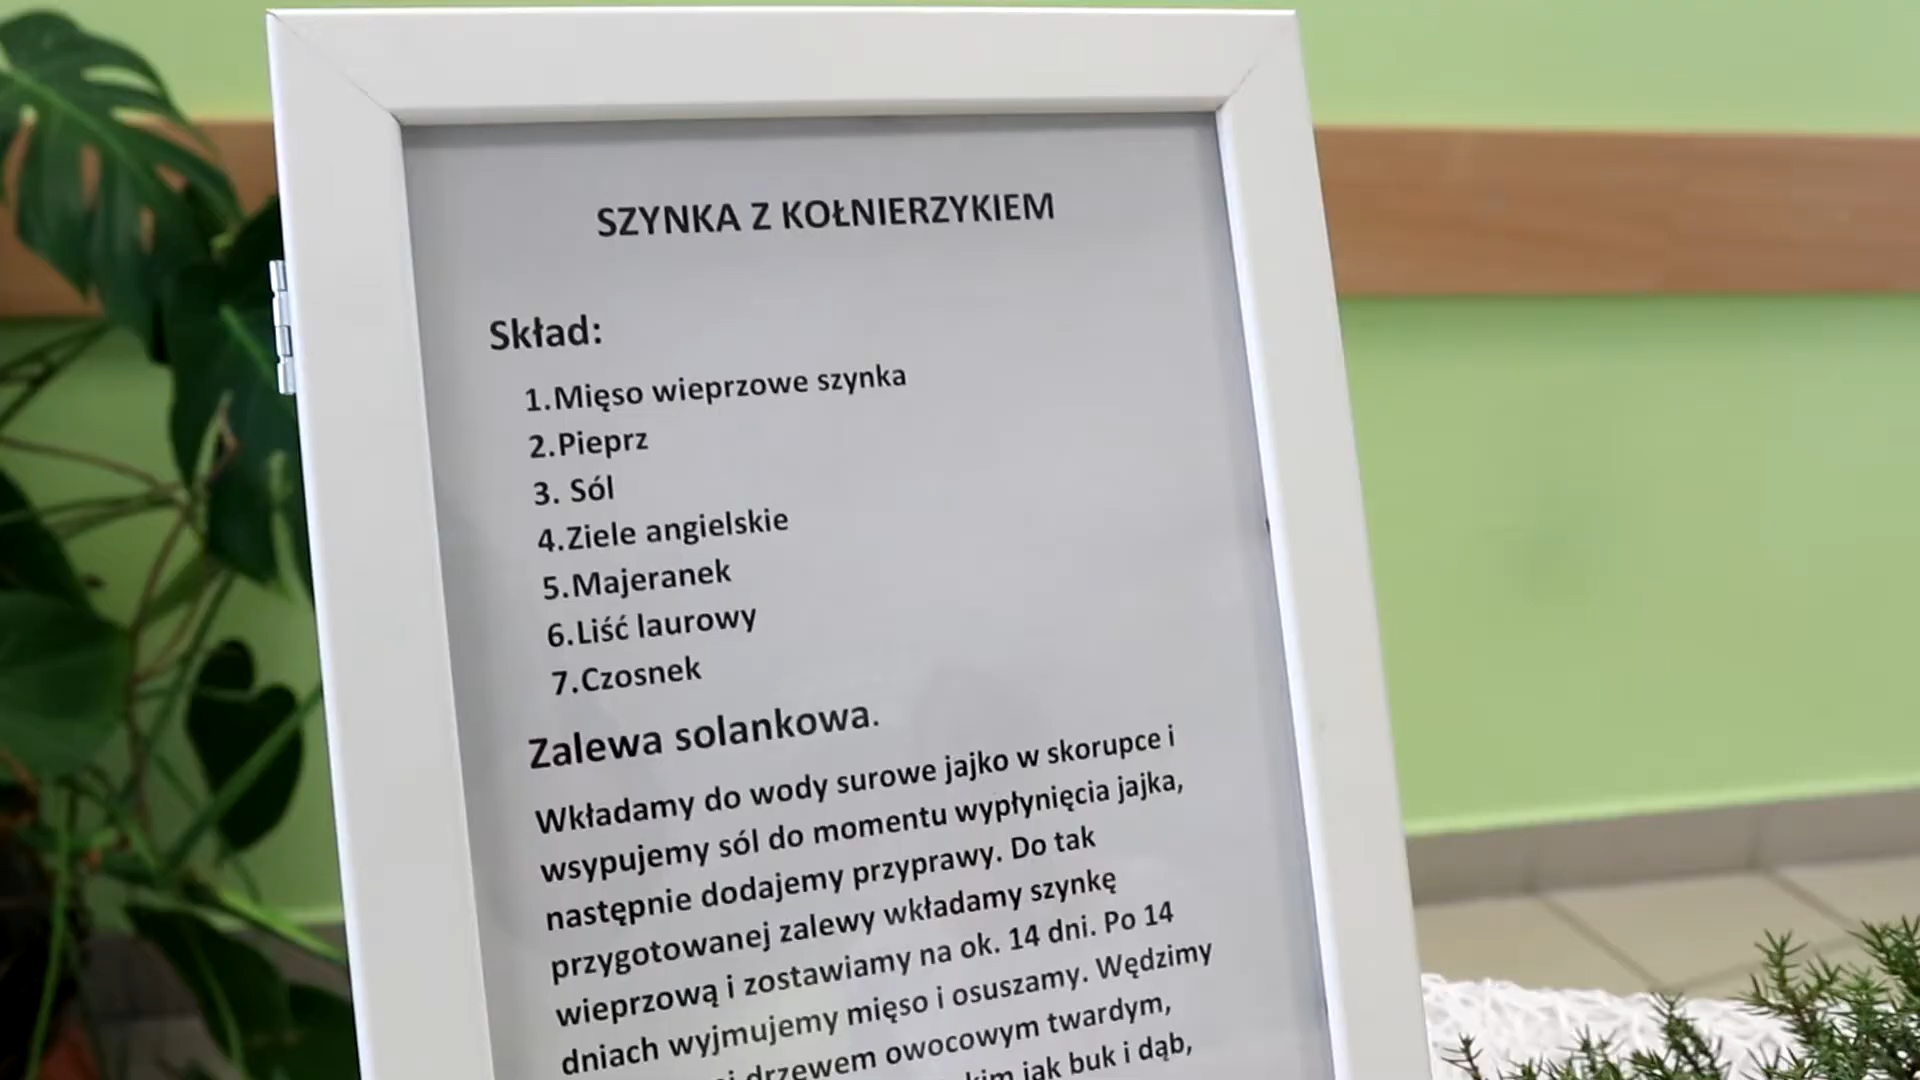 SZYNKA Z KOŁNIERZYKIEM
Skład:
1.Mięso wieprzowe szynka
2.Pieprz
3. Sól
4.Ziele angielskie
5.Majeranek
6.Liść laurowy
7.Czosnek
Zalewa solankowa.
Wkładamy do wody surowe jajko w skorupce i
wsypujemy sól do momentu wypłynięcia jajka,
następnie dodajemy przyprawy. Do tak
przygotowanej zalewy wkładamy szynkę
wieprzową i zostawiamy na ok. 14 dni. Po 14
dniach wyjmujemy mięso i osuszamy. Wędzimy
drzewem owocowym twardym,
jak buk i dąb,